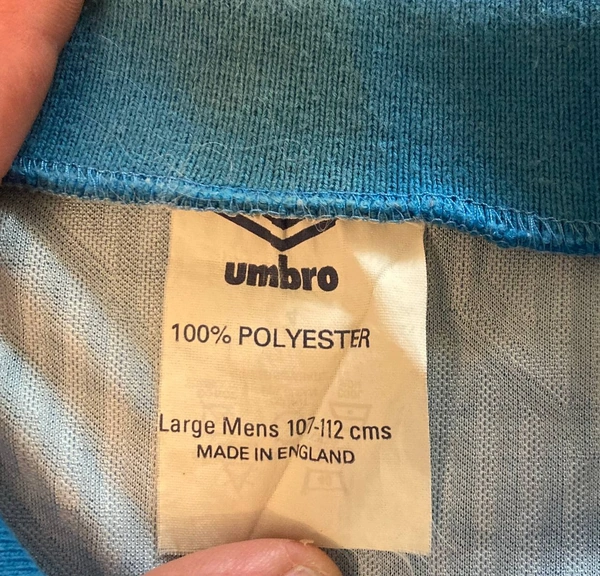 umbro
100% POLYESTER
Large Mens 107-112 cms
MADE IN ENGLAND